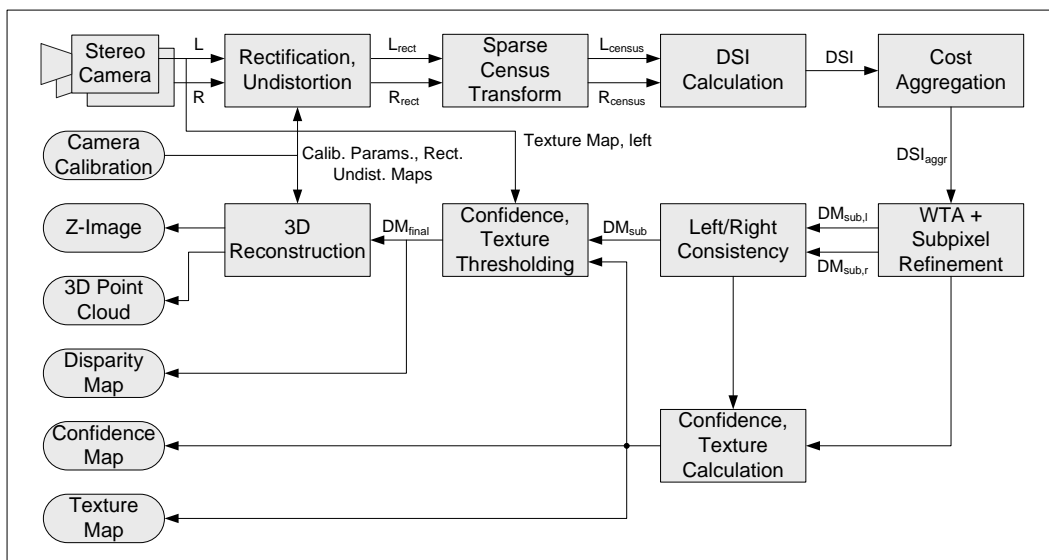 Stereo
Camera
L
R
Rectification,
Undistortion
Lrect
Rrect
Sparse
Census
Transform
Lcensus
Rcensus
DSI
Calculation
DSI
Cost
Aggregation
Camera
Calibration
Calib. Params., Rect.
Undist. Maps
Texture Map, left
DSIaggr
Z-Image
3D
Reconstruction
DMfinal
Confidence,
Texture
Thresholding
DMsub
Left/Right
Consistency
DMsub,l
DMsub,r
WTA +
Subpixel
Refinement
3D Point
Cloud
Disparity
Map
Confidence
Map
Confidence,
Texture
Calculation
Texture
Map